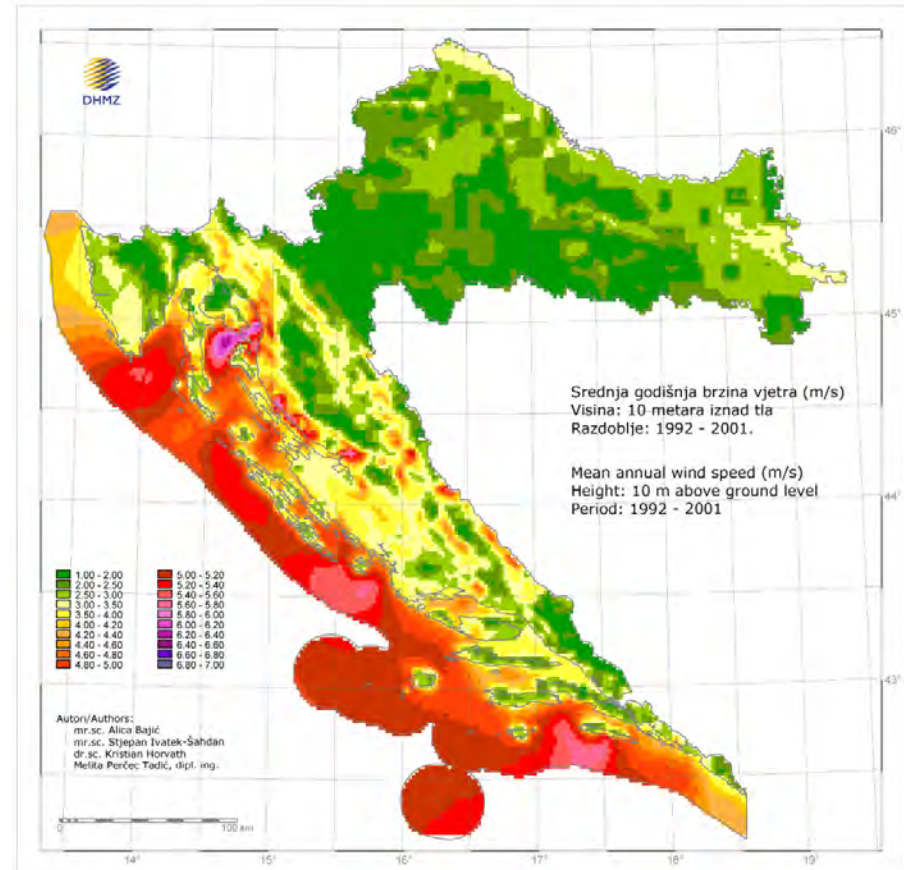 DHMZ
46°
45°
Srednja godišnja brzina vjetra (m/s)
Visina: 10 metara iznad tla
Razdoblje: 1992 - 2001.
Mean annual wind speed (m/s)
Height: 10 m above ground level
Period: 1992 - 2001
44°
1.00 - 2.00
2.00 - 2.50
2.50 - 3.00
3.00 - 3.50
3.50 - 4.00
4.00 - 4.20
4.20 - 4.40
4.40 - 4.60
4.60 - 4.80
4.80 - 5.00
5.00 - 5.20
5.20 - 5.40
5.40 - 5.60
5.60 - 5.80
5.80 - 6.00
6.00 - 6.20
6.20 - 6.40
6.40 - 6.60
6.60 - 6.80
6.80 - 7.00
43°
Autori/Authors:
mr.sc. Alica Bajić
mr.sc. Stjepan Ivatek-Šahdan
dr.sc. Kristian Horvath
Melita Perčec Tadić, dipl. ing.
0 100 km
14° 15° 16° 17° 18° 19°